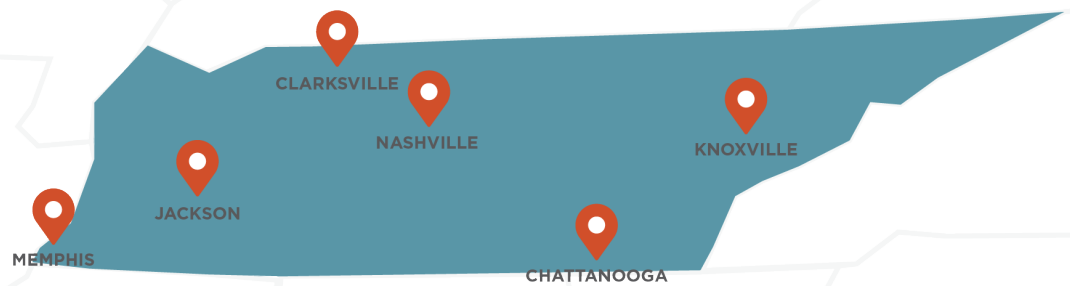 CLARKSVILLE
NASHVILLE
KNOXVILLE
JACKSON
MEMPHIS
CHATTANOOGA